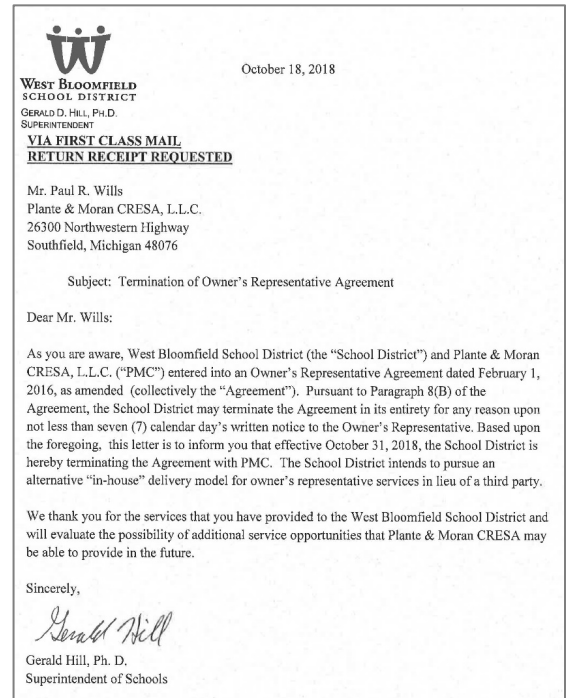 October 18, 2018
WEST BLOOMFIELD
SCHOOL DISTRICT
GERALD D. HILL, PH.D.
SUPERINTENDENT
VIA FIRST CLASS MAIL
RETURN RECEIPT REQUESTED
Mr. Paul R. Wills
Plante & Moran CRESA, L.L.C.
26300 Northwestern Highway
Southfield, Michigan 48076
Subject: Termination of Owner's Representative Agreement
Dear Mr. Wills:
As you are aware, West Bloomfield School District (the “School District”) and Plante & Moran
CRESA, L.L.C. (“PMC”) entered into an Owner's Representative Agreement dated February 1,
2016, as amended (collectively the “Agreement”). Pursuant to Paragraph 8(B) of the
Agreement, the School District may terminate the Agreement in its entirety for any reason upon
not less than seven (7) calendar day's written notice to the Owner's Representative. Based upon
the foregoing, this letter is to inform you that effective October 31, 2018, the School District is
hereby terminating the Agreement with PMC. The School District intends to pursue an
alternative “in-house” delivery model for owner's representative services in lieu of a third party.
We thank you for the services that you have provided to the West Bloomfield School District and
will evaluate the possibility of additional service opportunities that Plante & Moran CRESA may
be able to provide in the future.
Sincerely,
Gerald Hill
Gerald Hill, Ph. D.
Superintendent of Schools